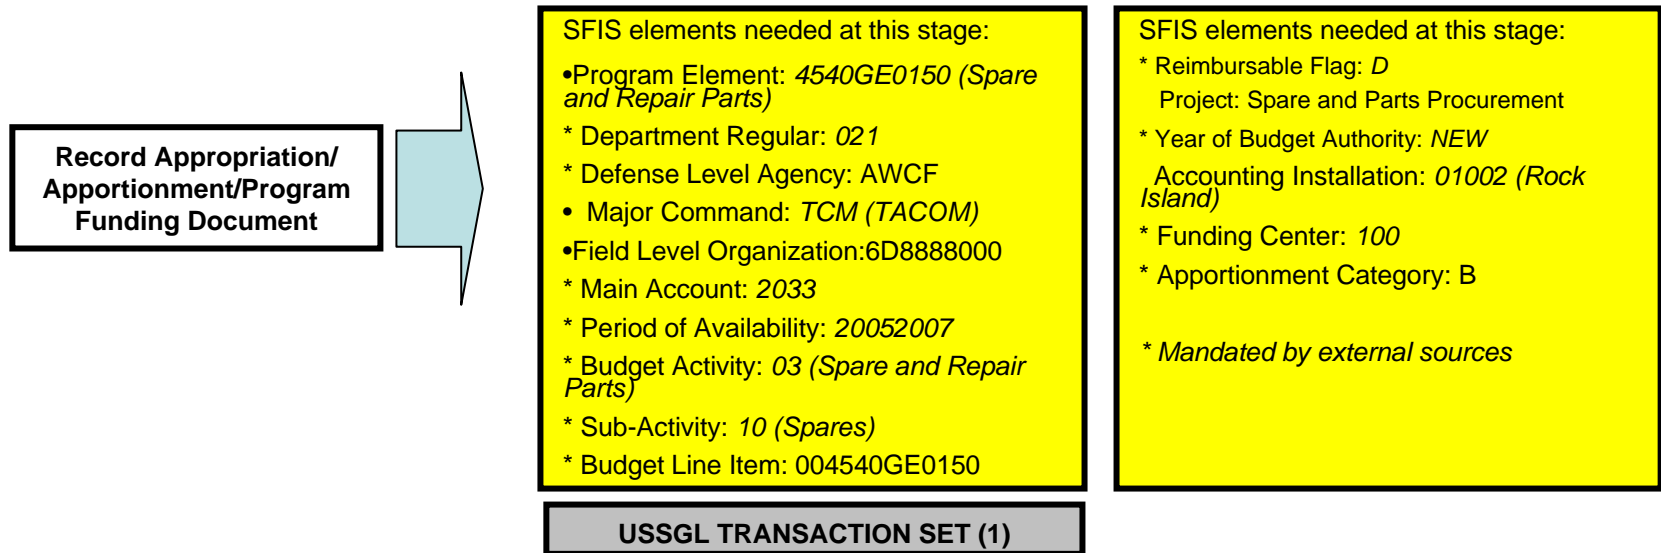 Record Appropriation/
Apportionment/Program
Funding Document
SFIS elements needed at this stage:
•Program Element: 4540GE0150 (Spare
and Repair Parts)
* Department Regular: 021
* Defense Level Agency: AWCF
• Major Command: TCM (TACOM)
•Field Level Organization:6D8888000
* Main Account: 2033
* Period of Availability: 20052007
* Budget Activity: 03 (Spare and Repair
Parts)
* Sub-Activity: 10 (Spares)
* Budget Line Item: 004540GE0150
USSGL TRANSACTION SET (1)
SFIS elements needed at this stage:
* Reimbursable Flag: D
Project: Spare and Parts Procurement
* Year of Budget Authority: NEW
Accounting Installation: 01002 (Rock
Island)
* Funding Center: 100
* Apportionment Category: B
* Mandated by external sources